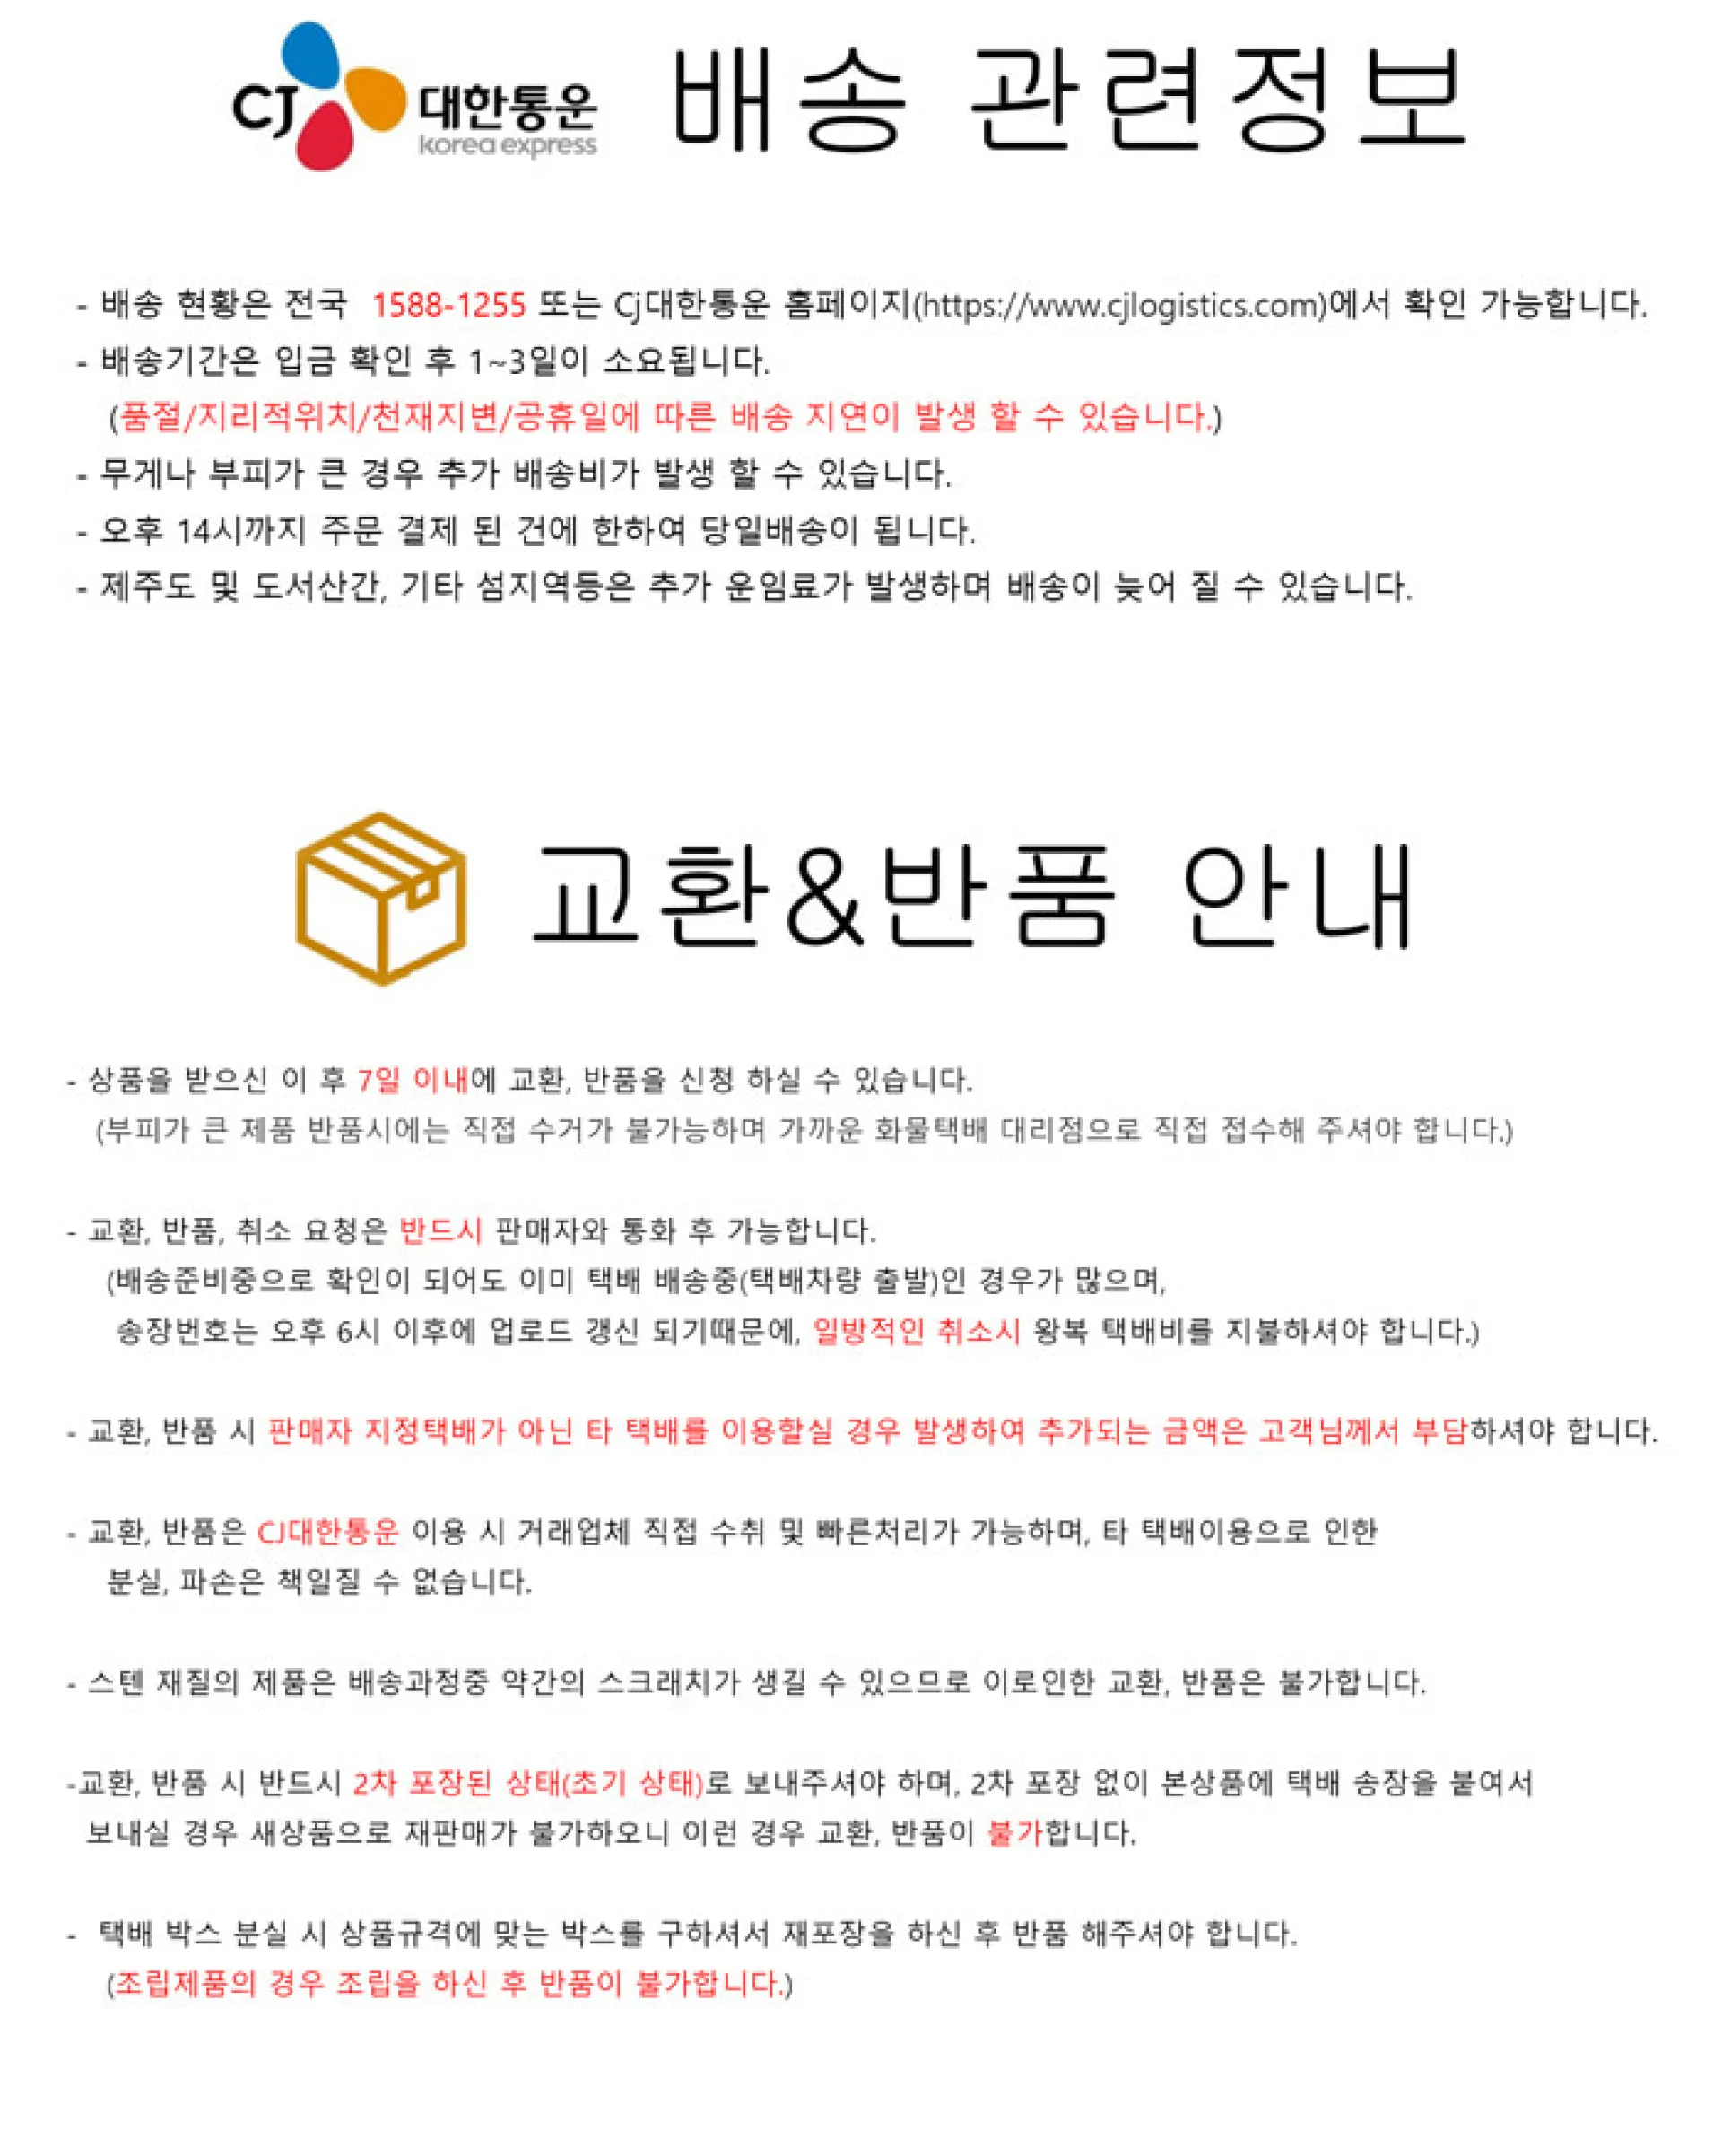 CJ 대한통운 배송 관련정보
korea express
- 배송 현황은 전국 1588-1255 또는 Cj대한통운 홈페이지(https://www.cjlogistics.com)에서 확인 가능합니다.
- 배송기간은 입금 확인 후 1~3일이 소요됩니다.
(품절/지리적위치/천재지변/공휴일에 따른 배송 지연이 발생 할 수 있습니다.)
- 무게나 부피가 큰 경우 추가 배송비가 발생 할 수 있습니다.
- 오후 14시까지 주문 결제 된 건에 한하여 당일배송이 됩니다.
- 제주도 및 도서산간, 기타 섬지역등은 추가 운임료가 발생하며 배송이 늦어 질 수 있습니다.
교환&반품 안내
- 상품을 받으신 이 후 7일 이내에 교환, 반품을 신청 하실 수 있습니다.
(부피가 큰 제품 반품시에는 직접 수거가 불가능하며 가까운 화물택배 대리점으로 직접 접수해 주셔야 합니다.)
- 교환, 반품, 취소 요청은 반드시 판매자와 통화 후 가능합니다.
(배송준비중으로 확인이 되어도 이미 택배 배송중(택배차량 출발)인 경우가 많으며,
송장번호는 오후 6시 이후에 업로드 갱신 되기때문에, 일방적인 취소시 왕복 택배비를 지불하셔야 합니다.)
- 교환, 반품 시 판매자 지정택배가 아닌 타 택배를 이용할실 경우 발생하여 추가되는 금액은 고객님께서 부담하셔야 합니다.
- 교환, 반품은 CJ대한통운 이용 시 거래업체 직접 수취 및 빠른처리가 가능하며, 타 택배이용으로 인한
분실, 파손은 책일질 수 없습니다.
- 스텐 재질의 제품은 배송과정중 약간의 스크래치가 생길 수 있으므로 이로인한 교환, 반품은 불가합니다.
-교환, 반품 시 반드시 2차 포장된 상태(초기 상태)로 보내주셔야 하며, 2차 포장 없이 본상품에 택배 송장을 붙여서
보내실 경우 새상품으로 재판매가 불가하오니 이런 경우 교환, 반품이 불가합니다.
- 택배 박스 분실 시 상품규격에 맞는 박스를 구하셔서 재포장을 하신 후 반품 해주셔야 합니다.
(조립제품의 경우 조립을 하신 후 반품이 불가합니다.)